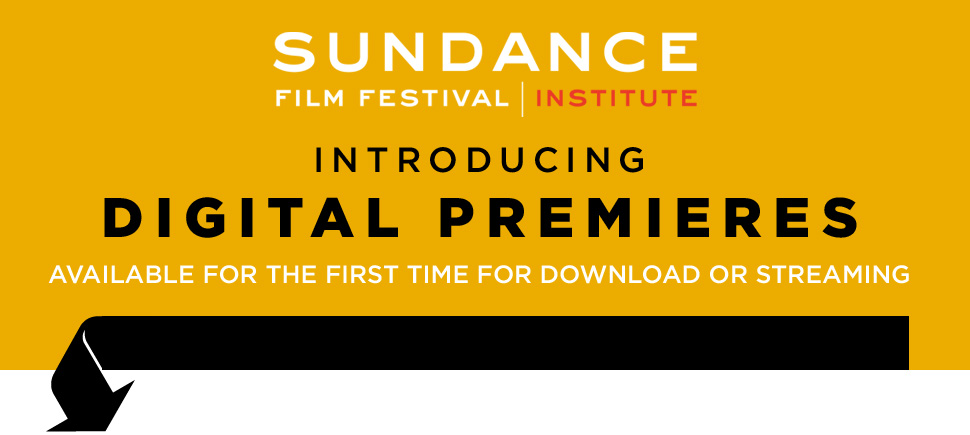 SUNDANCE
FILM FESTIVAL | INSTITUTE
INTRODUCING
DIGITAL PREMIERES
AVAILABLE FOR THE FIRST TIME FOR DOWNLOAD OR STREAMING